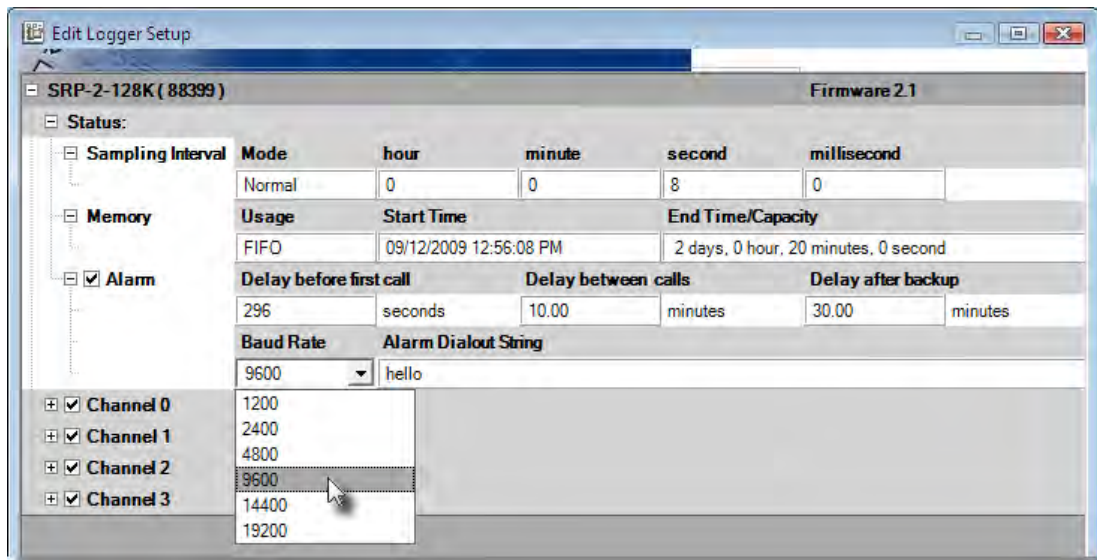 Edit Logger Setup
SRP-2-128K ( 88399 ) Firmware 2.1
Status:
Sampling Interval Mode hour minute second millisecond
Normal 0 0 8 0
Memory Usage Start Time End Time/Capacity
FIFO 09/12/2009 12:56:08 PM 2 days, 0 hour, 20 minutes, 0 second
Alarm Delay before first call Delay between calls Delay after backup
296 seconds 10.00 minutes 30.00 minutes
Baud Rate Alarm Dialout String
9600 hello
Channel 0 1200
2400
Channel 1
4800
Channel 2
9600
Channel 3
14400
19200